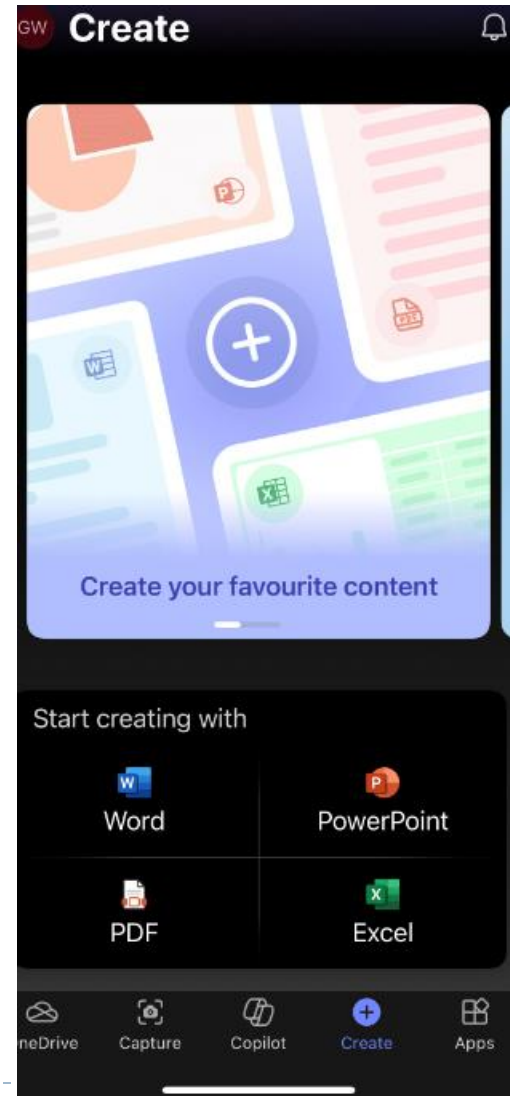 GW Create
Create your favourite content
Start creating with
Word PowerPoint
PDF Excel
neDrive Capture Copilot Create Apps